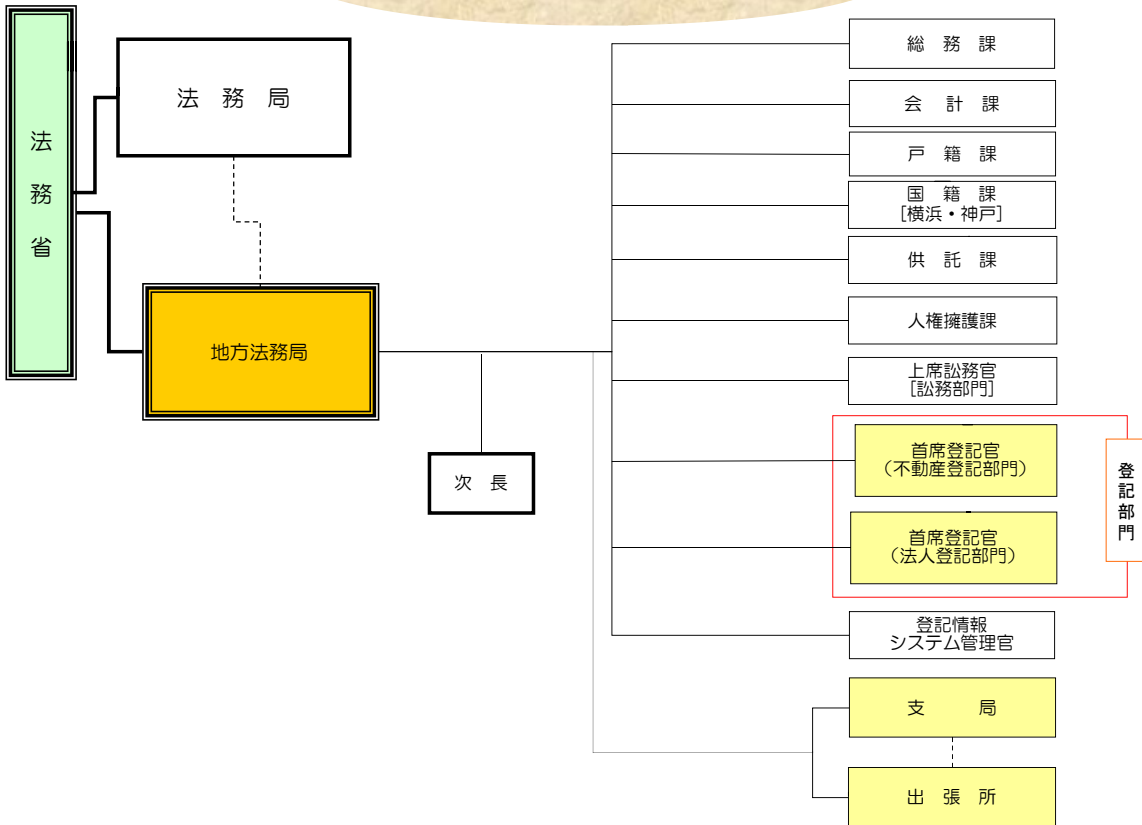 法務省
法　務　局
地方法務局
次　長
総　務　課
会　計　課
戸　籍　課
国　籍　課
[横浜・神戸]
供　託　課
人権擁護課
上席訟務官
[訟務部門]
首席登記官
（不動産登記部門）
首席登記官
（法人登記部門）
登記部門
登記情報
システム管理官
支　　局
出　張　所